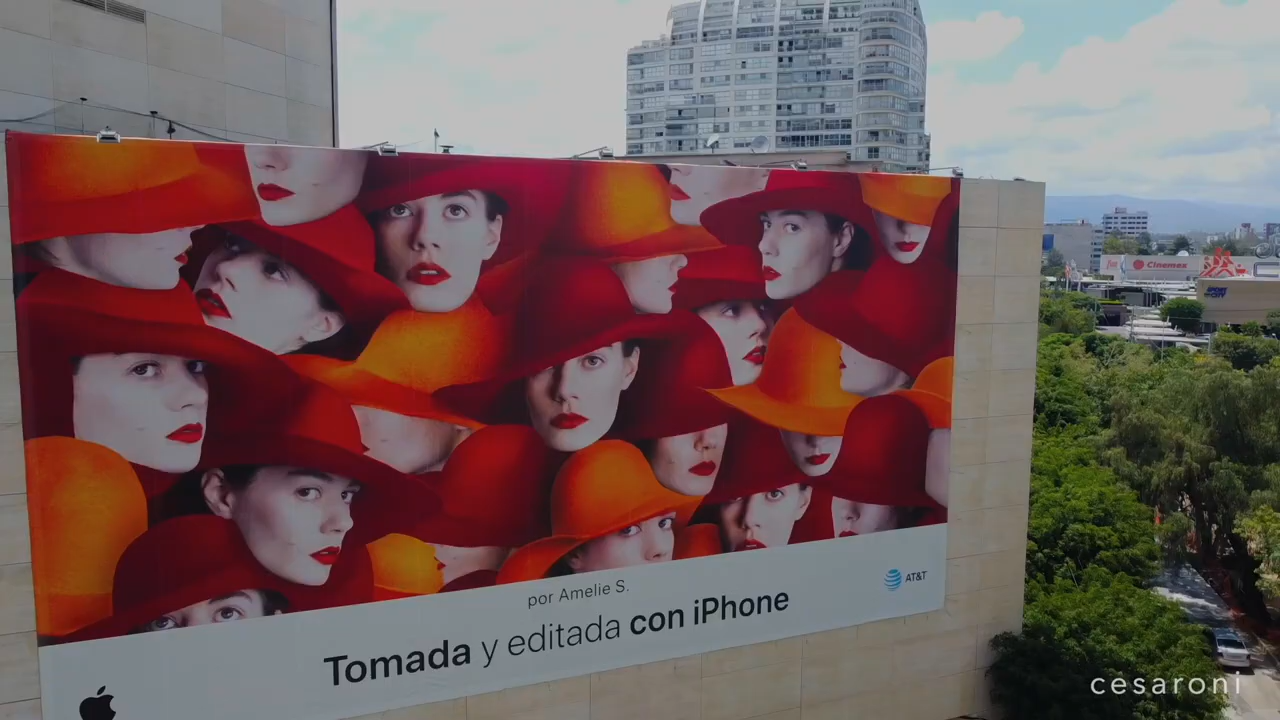 Cinemex
por Amelie S.
AT&T
Tomada y editada con iPhone
cesaroni